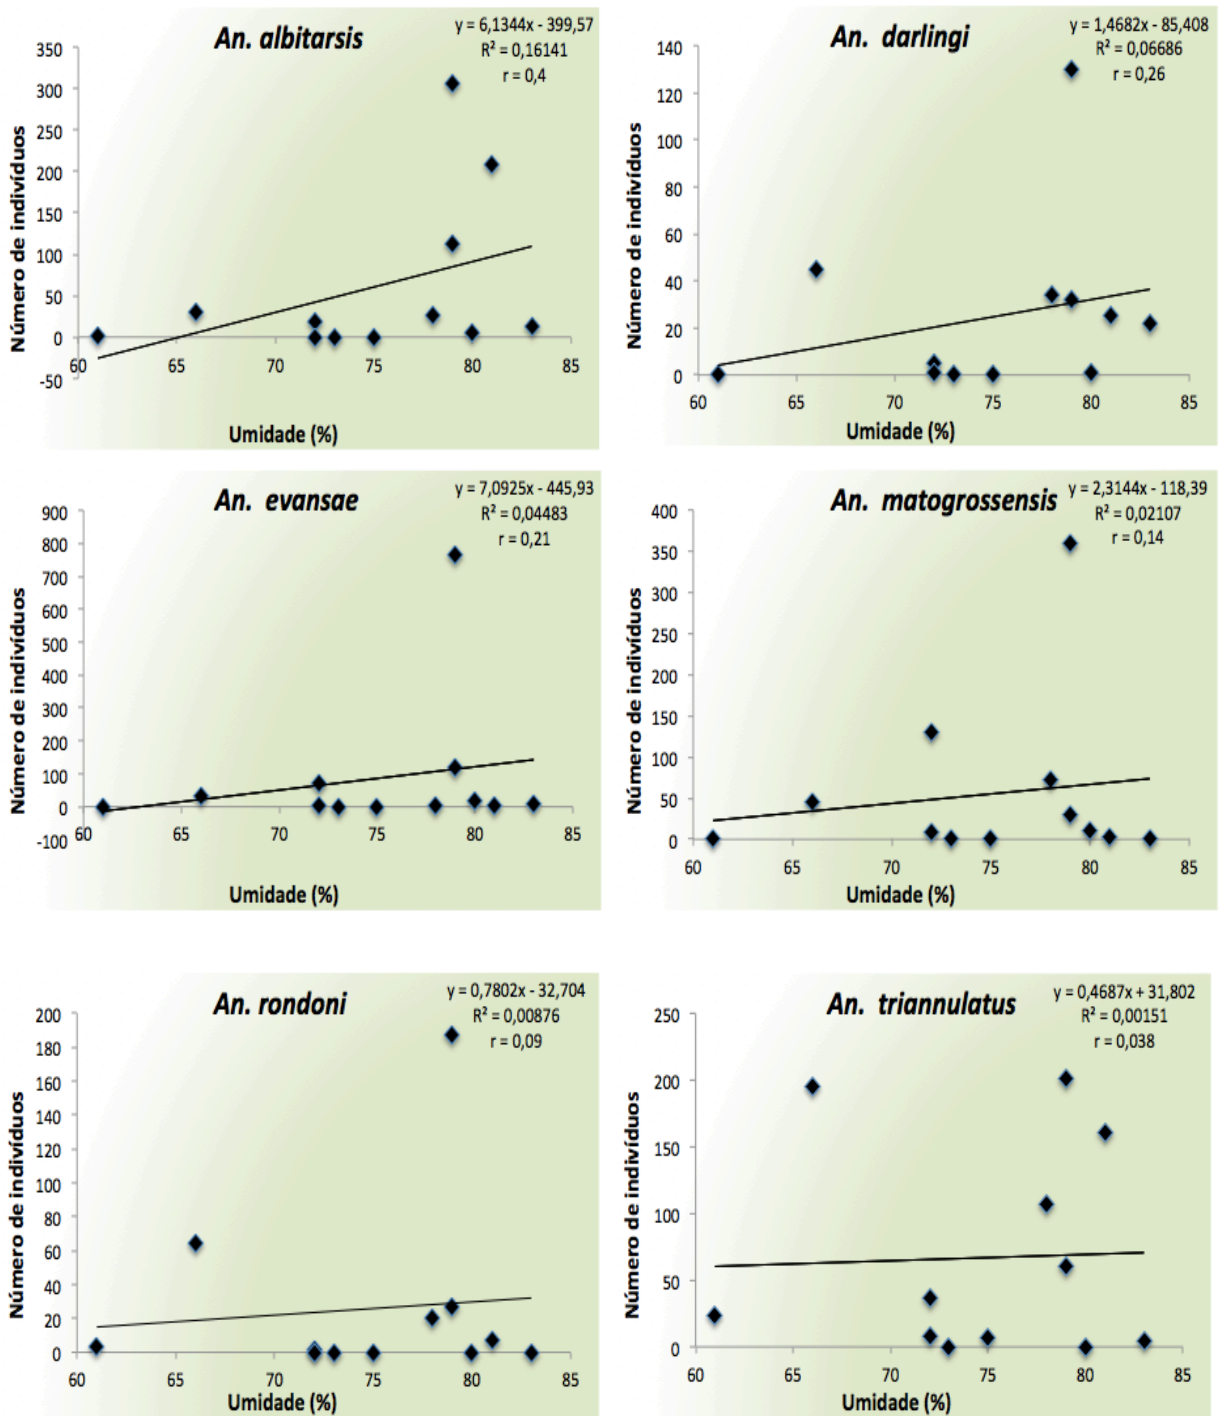 An. albitarsis
y = 6,1344x - 399,57
R² = 0,16141
r = 0,4
Número de indivíduos
350
300
250
200
150
100
50
0
-50
60 65 70 75 80 85
Umidade (%)
An. darlingi
y = 1,4682x - 85,408
R² = 0,06686
r = 0,26
Número de indivíduos
140
120
100
80
60
40
20
0
60 65 70 75 80 85
Umidade (%)
An. evansae
y = 7,0925x - 445,93
R² = 0,04483
r = 0,21
Número de indivíduos
900
800
700
600
500
400
300
200
100
0
-100
60 65 70 75 80 85
Umidade (%)
An. matogrossensis
y = 2,3144x - 118,39
R² = 0,02107
r = 0,14
Número de indivíduos
400
350
300
250
200
150
100
50
0
60 65 70 75 80 85
Umidade (%)
An. rondoni
y = 0,7802x - 32,704
R² = 0,00876
r = 0,09
Número de indivíduos
200
180
160
140
120
100
80
60
40
20
0
60 65 70 75 80 85
Umidade (%)
An. triannulatus
y = 0,4687x + 31,802
R² = 0,00151
r = 0,038
Número de indivíduos
250
200
150
100
50
0
60 65 70 75 80 85
Umidade (%)